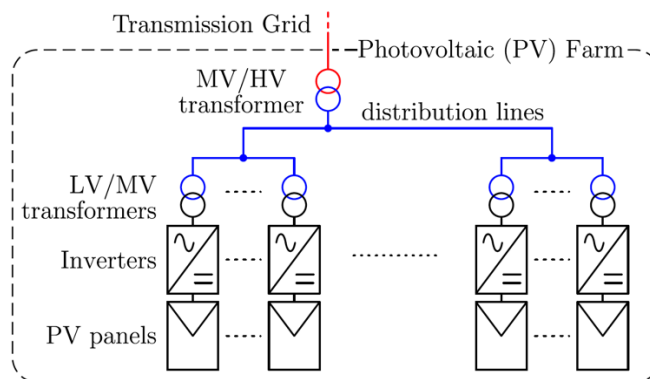 Transmission Grid
Photovoltaic (PV) Farm
MV/HV
transformer
distribution lines
LV/MV
transformers
Inverters
PV panels